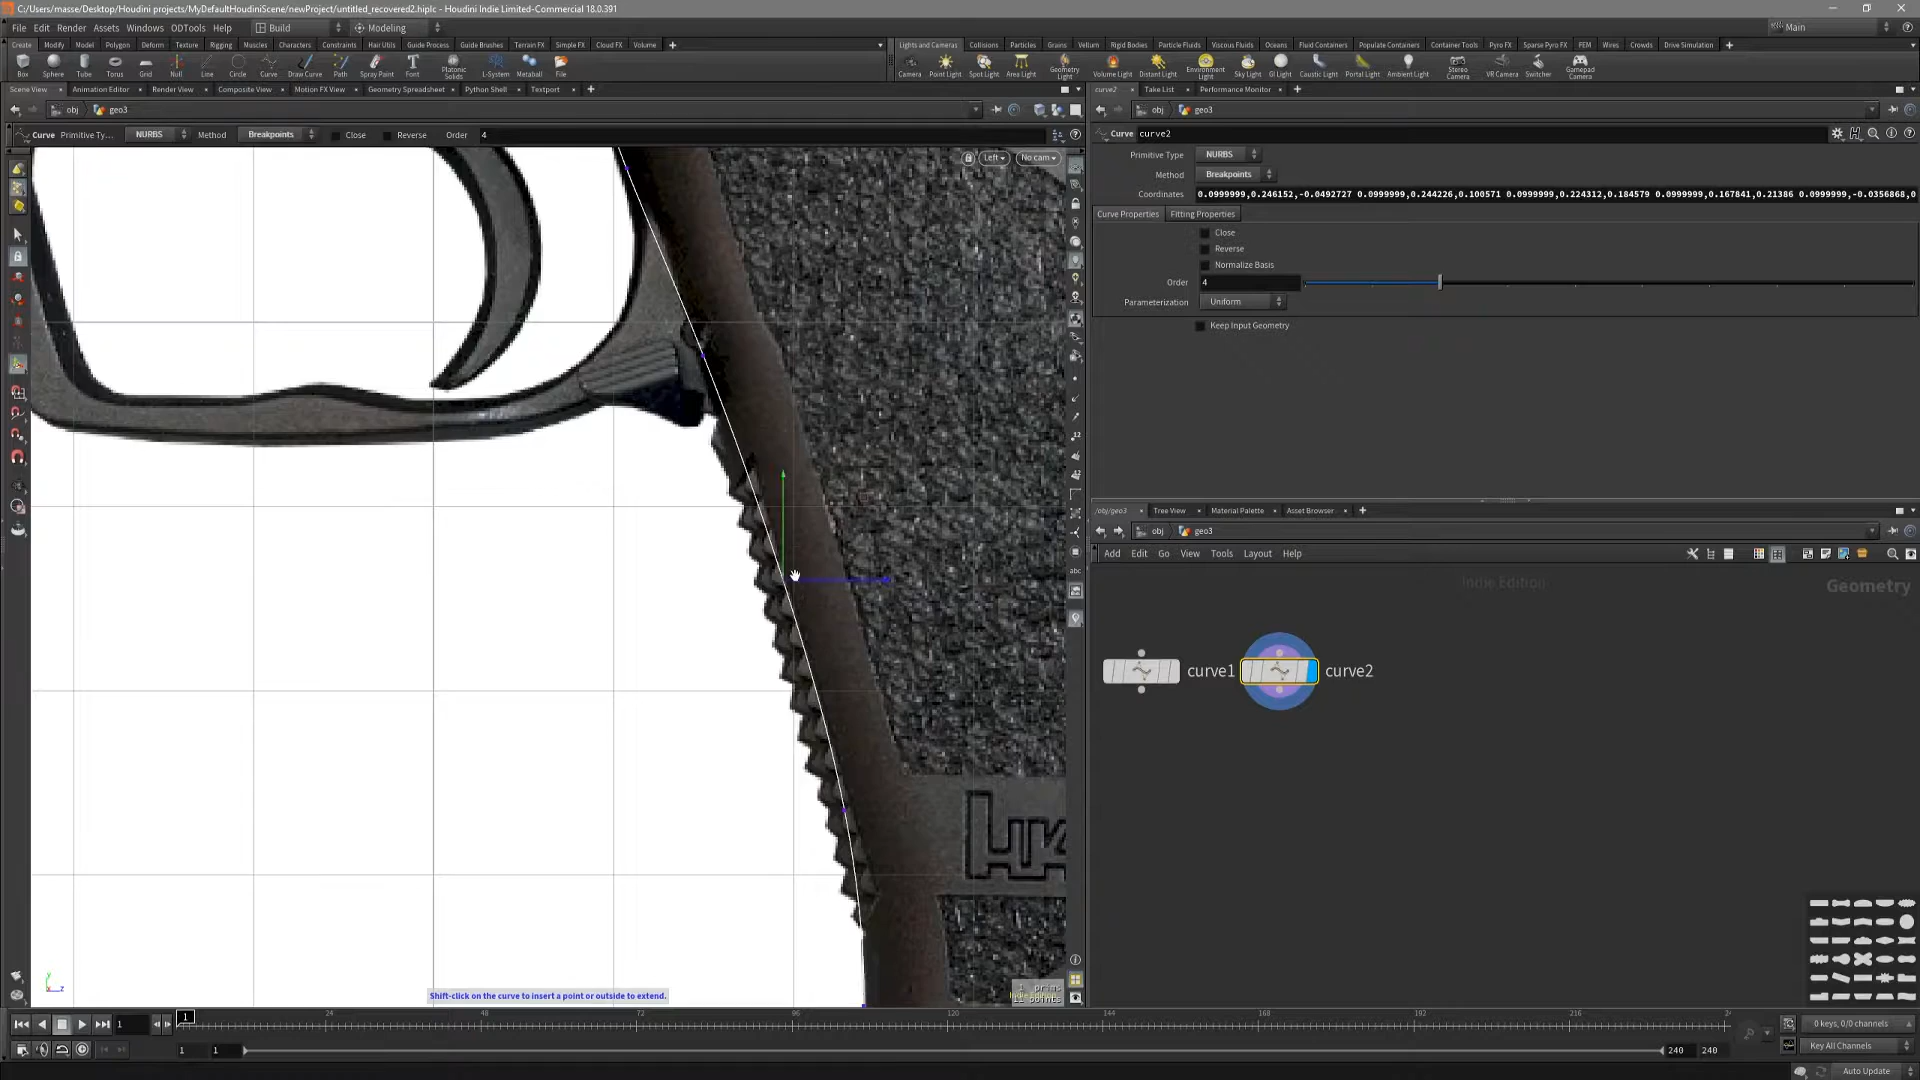 C:/Users/masse/Desktop/Houdini projects/MyDefaultHoudiniScene/newProject/untitled_recovered2.hiplc - Houdini Indie Limited-Commercial 18.0.391
File Edit Render Assets Windows ODTools Help Build Modeling Main
Create Modify Model Polygon Deform Texture Rigging Muscles Characters Constraints Hair Utils Guide Process Guide Brushes Terrain FX Simple FX Cloud FX Volume
Lights and Cameras Collisions Particles Grains Vellum Rigid Bodies Particle Fluids Viscous Fluids Oceans Fluid Containers Populate Containers Container Tools Pyro FX Sparse Pyro FX FEM Wires Crowds Drive Simulation
Box Sphere Tube Torus Grid Null Line Circle Curve Draw Curve Path Spray Paint Font Platonic Solids L-System Metaball File
Camera Point Light Spot Light Area Light Geometry Light Volume Light Distant Light Environment Light Sky Light GI Light Caustic Light Portal Light Ambient Light Stereo Camera VR Camera Switcher Gamepad Camera
Scene View Animation Editor Render View Composite View Motion FX View Geometry Spreadsheet Python Shell Textport
curve2 Take List Performance Monitor
obj geo3
obj geo3
Curve Primitive Ty... NURBS Method Breakpoints Close Reverse Order 4
Curve curve2
Left No cam
Primitive Type NURBS
Method Breakpoints
Coordinates 0.0999999,0.246152,-0.0492727 0.0999999,0.244226,0.100571 0.0999999,0.224312,0.184579 0.0999999,0.167841,0.21386 0.0999999,-0.0356868,0
Curve Properties Fitting Properties
Close
Reverse
Normalize Basis
Order 4
Parameterization Uniform
Keep Input Geometry
/obj/geo3 Tree View Material Palette Asset Browser
obj geo3
Add Edit Go View Tools Layout Help
Indie Edition
Geometry
curve1 curve2
abc
y
z
Shift-click on the curve to insert a point or outside to extend.
1 prims
11 points
1 1 24 48 72 96 120 144 168 192 216 24
0 keys, 0/0 channels
1 1 240 240
Key All Channels
Auto Update